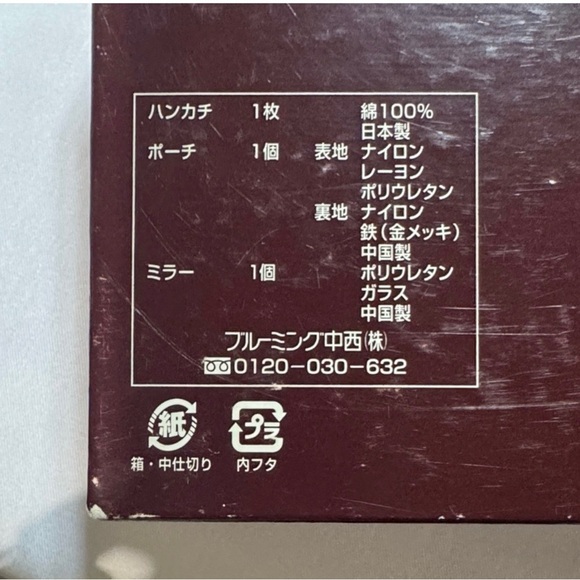 ハンカチ 1枚 綿100%
日本製
ポーチ 1個 表地 ナイロン
レーヨン
ポリウレタン
裏地 ナイロン
鉄(金メッキ)
中国製
ミラー 1個 ポリウレタン
ガラス
中国製
ブルーミング中西(株)
0120-030-632
紙 プラ
箱・中仕切り 内フタ